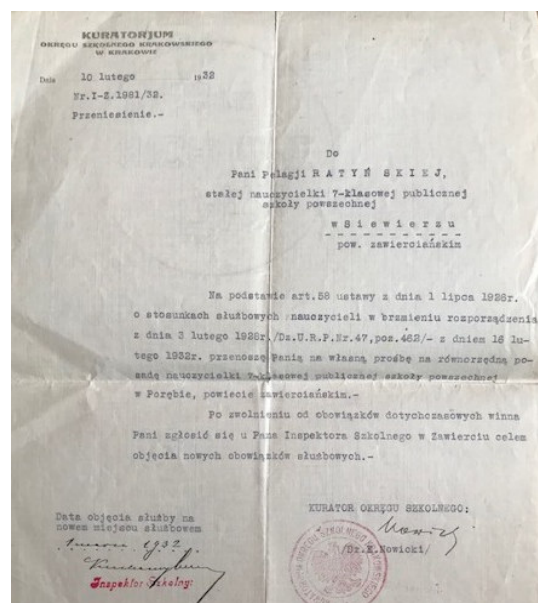 KURATORJUM
OKRĘGU SZKOLNEGO KRAKOWSKIEGO
W KRAKOWIE
Dnia 10 lutego 1932
Nr.I-Z.1981/32.
Przeniesienie.-
Do
Pani Pelagji RATYŃSKIEJ,
stałej nauczycielki 7-klasowej publicznej
szkoły powszechnej
w Siewierzu
pow. zawierciańskim
Na podstawie art.58 ustawy z dnia 1 lipca 1926r.
o stosunkach służbowych nauczycieli w brzmieniu rozporządzenia
z dnia 3 lutego 1928r./Dz.U.R.P.Nr.47,poz.462/- z dniem 16 lu-
tego 1932r. przenoszę Panią na własną prośbę na równorzędną po-
sadę nauczycielki 7-klasowej publicznej szkoły powszechnej
w Porębie, powiecie zawierciańskim.-
Po zwolnieniu od obowiązków dotychczasowych winna
Pani zgłosić się u Pana Inspektora Szkolnego w Zawierciu celem
objęcia nowych obowiązków służbowych.-
KURATOR OKRĘGU SZKOLNEGO:
/Dr.E.Nowicki/
Data objęcia służby na
nowem miejscu służbowem
1 marca 1932
Inspektor Szkolny: